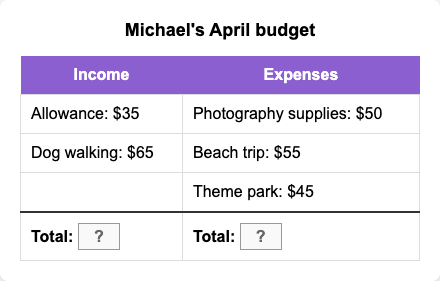 Michael's April budget
Income Expenses
Allowance: $35 Photography supplies: $50
Dog walking: $65 Beach trip: $55
Theme park: $45
Total: ? Total: ?